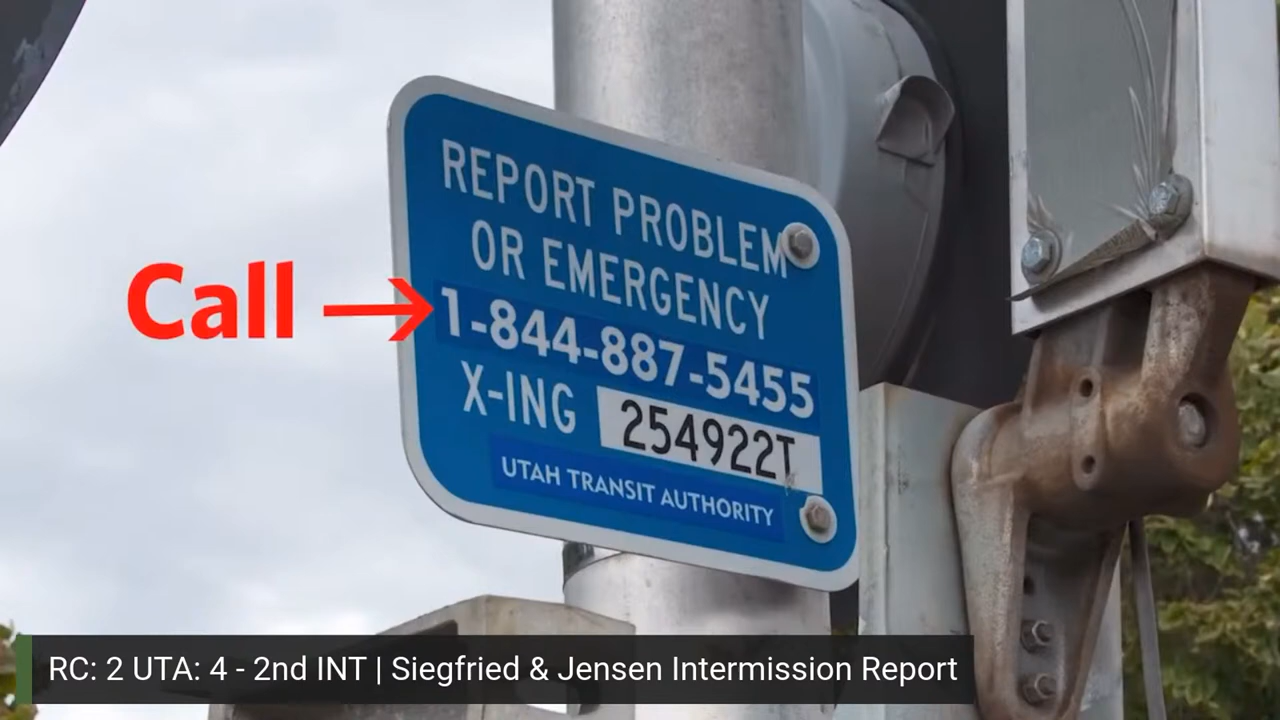 REPORT PROBLEM
OR EMERGENCY
Call → 1-844-887-5455
X-ING 254922T
UTAH TRANSIT AUTHORITY
RC: 2 UTA: 4 - 2nd INT | Siegfried & Jensen Intermission Report